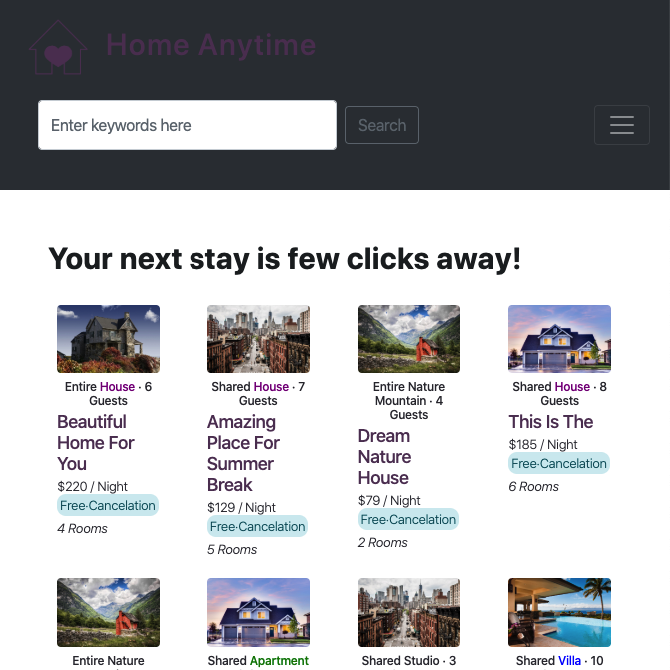 Home Anytime
Enter keywords here
Search
Your next stay is few clicks away!
Entire House · 6
Guests
Beautiful
Home For
You
$220 / Night
Free·Cancelation
4 Rooms
Shared House · 7
Guests
Amazing
Place For
Summer
Break
$129 / Night
Free·Cancelation
5 Rooms
Entire Nature
Mountain · 4
Guests
Dream
Nature
House
$79 / Night
Free·Cancelation
2 Rooms
Shared House · 8
Guests
This Is The
$185 / Night
Free·Cancelation
6 Rooms
Entire Nature
Shared Apartment
Shared Studio · 3
Shared Villa · 10